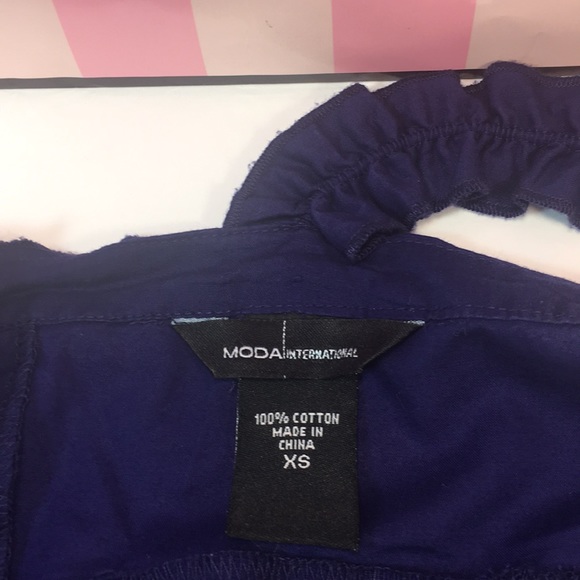 MODA INTERNATIONAL
100% COTTON
MADE IN
CHINA
XS